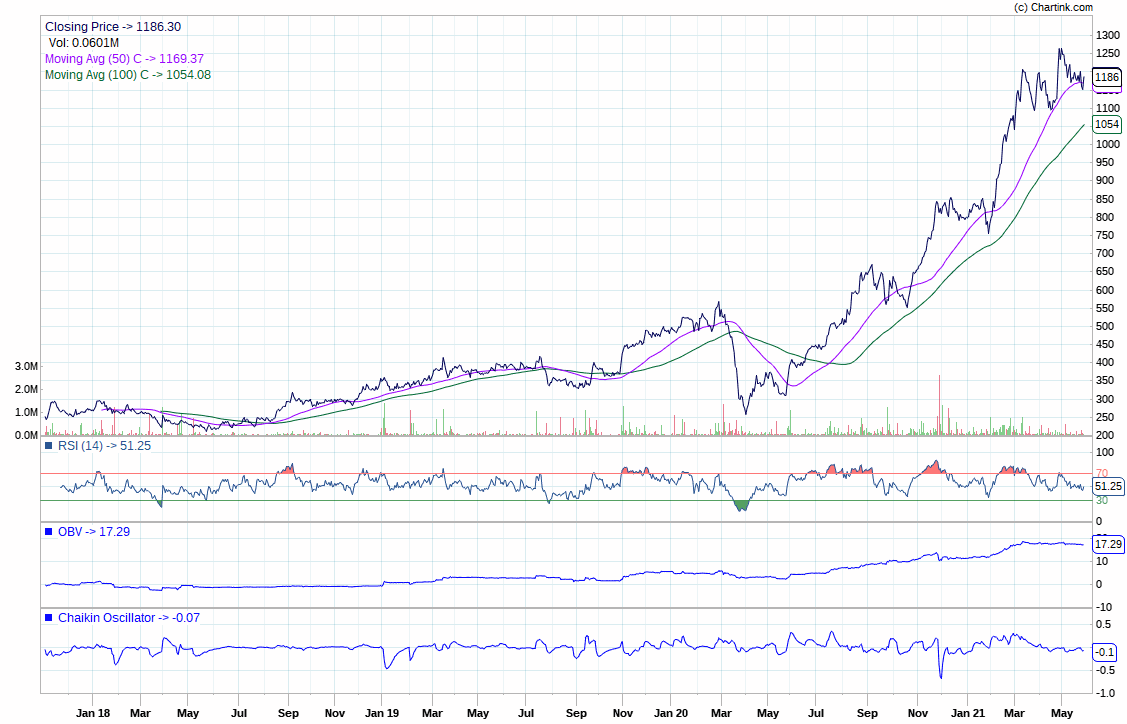 (c) Chartink.com
Closing Price -> 1186.30
Vol: 0.0601M
Moving Avg (50) C -> 1169.37
Moving Avg (100) C -> 1054.08
1300
1250
1186
1100
1054
1000
950
900
850
800
750
700
650
600
550
500
450
400
350
300
250
200
3.0M
2.0M
1.0M
0.0M
RSI (14) -> 51.25
100
70
51.25
30
0
OBV -> 17.29
17.29
10
0
-10
Chaikin Oscillator -> -0.07
0.5
-0.1
-0.5
-1.0
Jan 18 Mar May Jul Sep Nov Jan 19 Mar May Jul Sep Nov Jan 20 Mar May Jul Sep Nov Jan 21 Mar May